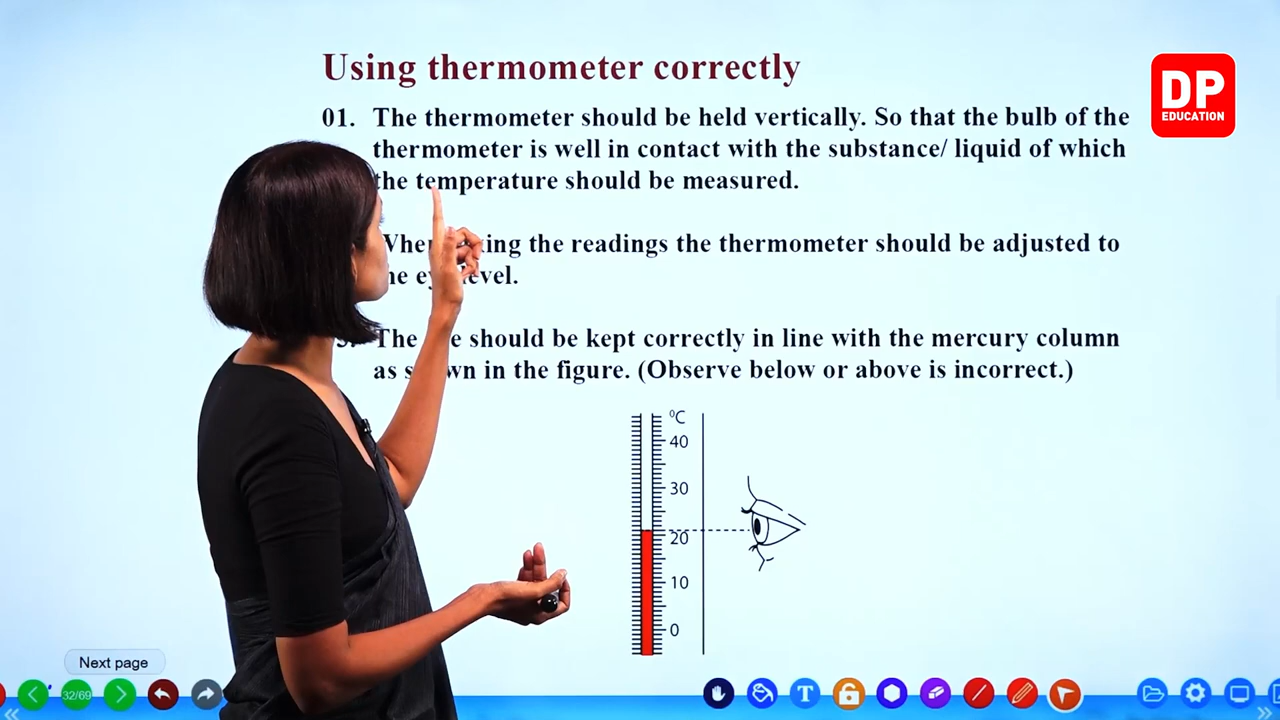 Using thermometer correctly
DP
EDUCATION
01. The thermometer should be held vertically. So that the bulb of the
thermometer is well in contact with the substance/ liquid of which
the temperature should be measured.
the readings the thermometer should be adjusted to
level.
The should be kept correctly in line with the mercury column
as in the figure. (Observe below or above is incorrect.)
⁰C
40
30
20
10
0
Next page
32/69
T